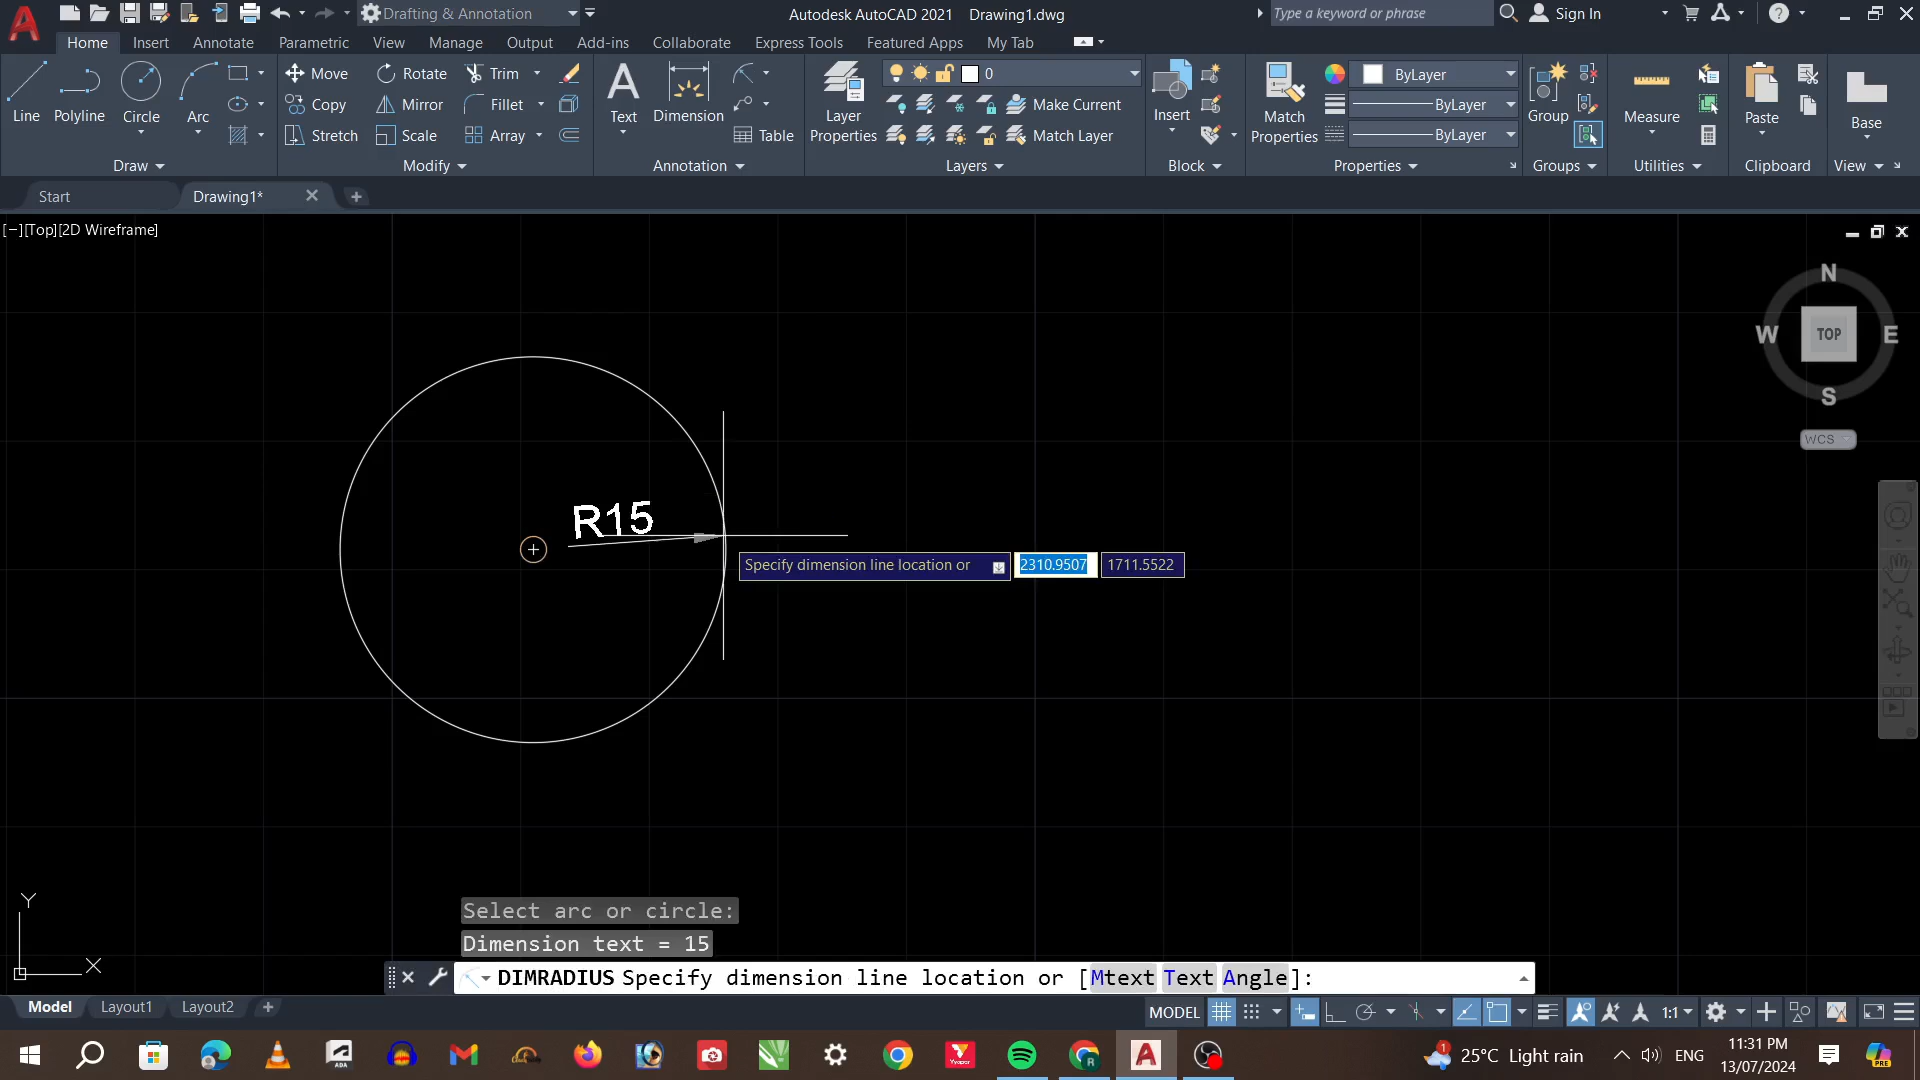 Drafting & Annotation
Autodesk AutoCAD 2021 Drawing1.dwg
Type a keyword or phrase
Sign In
Home Insert Annotate Parametric View Manage Output Add-ins Collaborate Express Tools Featured Apps My Tab
Line Polyline Circle Arc
Move Rotate Trim
Copy Mirror Fillet
Stretch Scale Array
Text Dimension Table
Layer Properties
0
Make Current
Match Layer
Insert
Match Properties
ByLayer
ByLayer
ByLayer
Group Measure Paste Base
Draw Modify Annotation Layers Block Properties Groups Utilities Clipboard View
Start Drawing1*
[−][Top][2D Wireframe]
N
W TOP E
S
WCS
R15
Specify dimension line location or 2310.9507 1711.5522
Y
X
Select arc or circle:
Dimension text = 15
DIMRADIUS Specify dimension line location or [Mtext Text Angle]:
Model Layout1 Layout2
MODEL 1:1
25°C Light rain
ENG
11:31 PM
13/07/2024